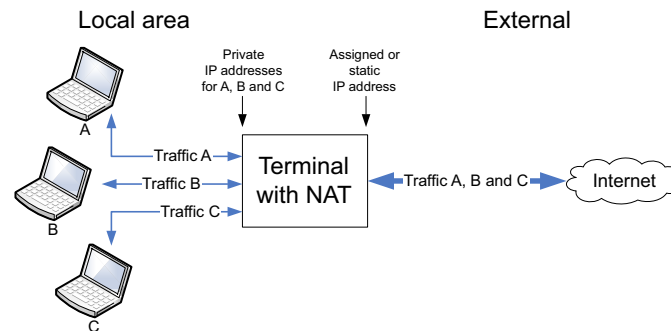 Local area
External
Private
IP addresses
for A, B and C
Assigned or
static
IP address
A
Traffic A
Terminal
with NAT
Traffic B
Traffic A, B and C
Internet
B
Traffic C
C